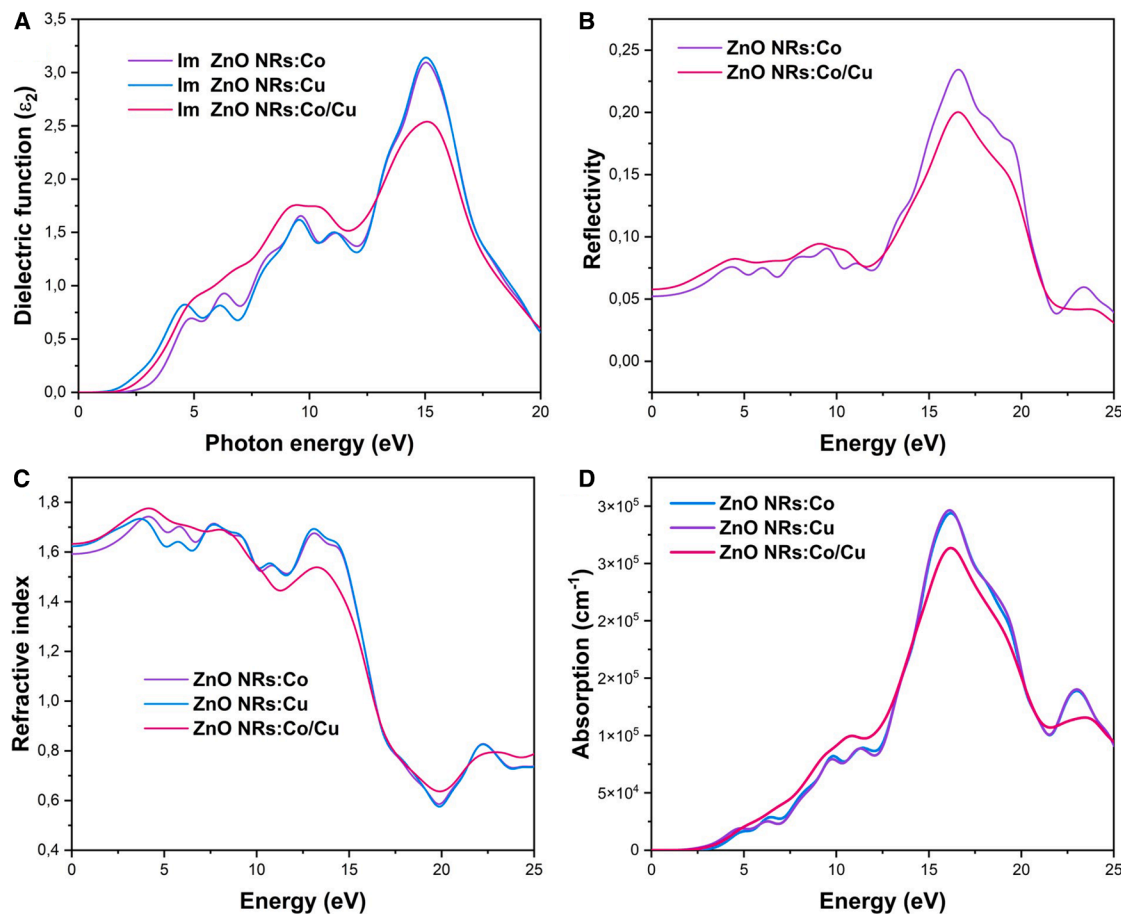 A
Dielectric function (ε₂)
3,5
3,0
2,5
2,0
1,5
1,0
0,5
0,0
Im ZnO NRs:Co
Im ZnO NRs:Cu
Im ZnO NRs:Co/Cu
0 5 10 15 20
Photon energy (eV)
B
Reflectivity
0,25
0,20
0,15
0,10
0,05
0,00
ZnO NRs:Co
ZnO NRs:Co/Cu
0 5 10 15 20 25
Energy (eV)
C
Refractive index
1,8
1,6
1,4
1,2
1,0
0,8
0,6
0,4
ZnO NRs:Co
ZnO NRs:Cu
ZnO NRs:Co/Cu
0 5 10 15 20 25
Energy (eV)
D
Absorption (cm⁻¹)
3×10⁵
3×10⁵
2×10⁵
2×10⁵
1×10⁵
5×10⁴
0
ZnO NRs:Co
ZnO NRs:Cu
ZnO NRs:Co/Cu
0 5 10 15 20 25
Energy (eV)